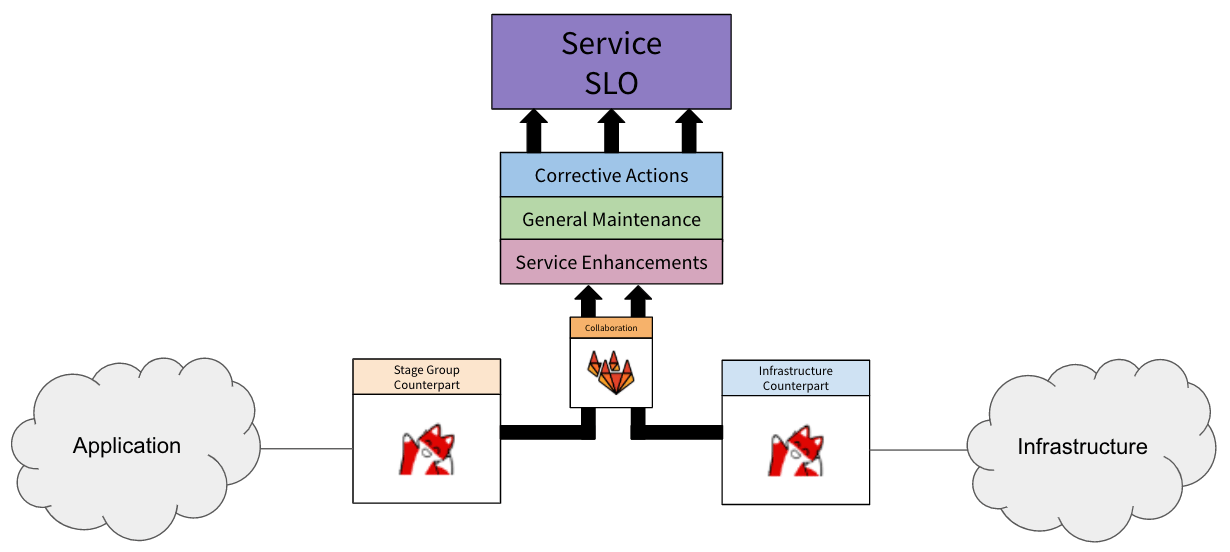 Service
SLO
Corrective Actions
General Maintenance
Service Enhancements
Collaboration
Stage Group
Counterpart
Infrastructure
Counterpart
Application
Infrastructure